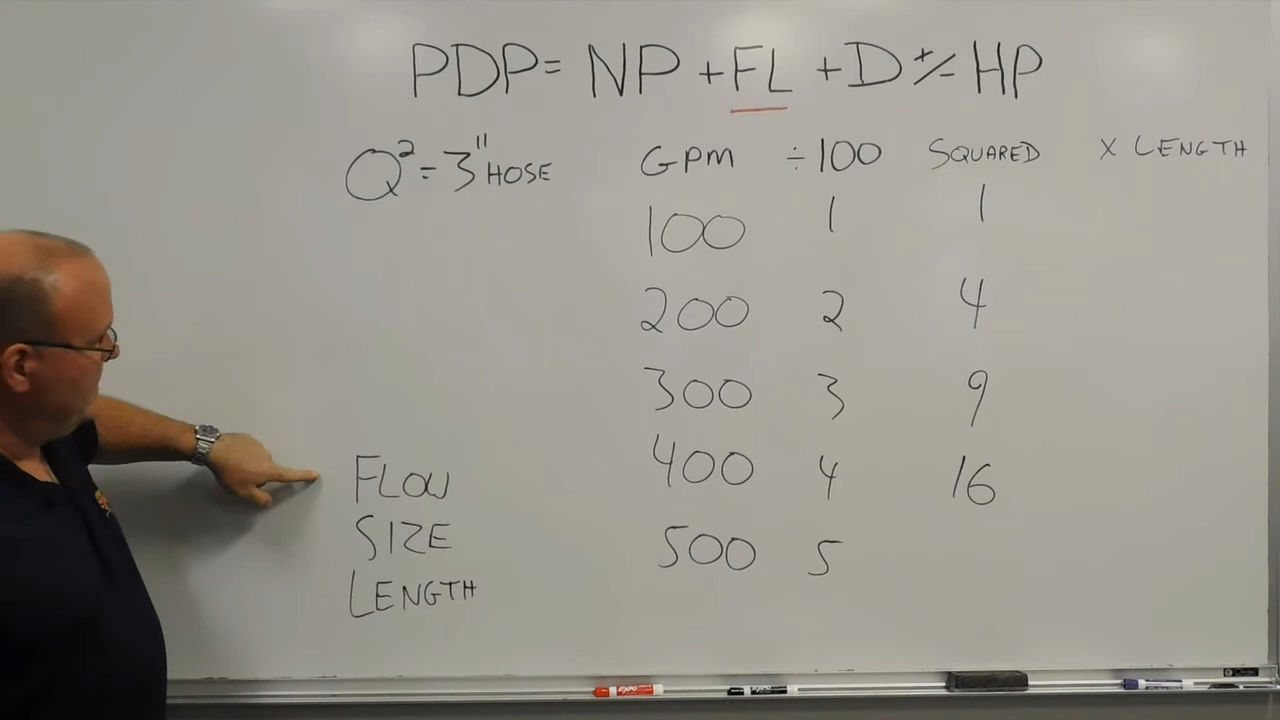 PDP= NP + FL + D +/- HP
Q² = 3" HOSE
GPM ÷ 100 SQUARED X LENGTH
100 1 1
200 2 4
300 3 9
400 4 16
500 5
FLOW
SIZE
LENGTH
EXPO
EXPO